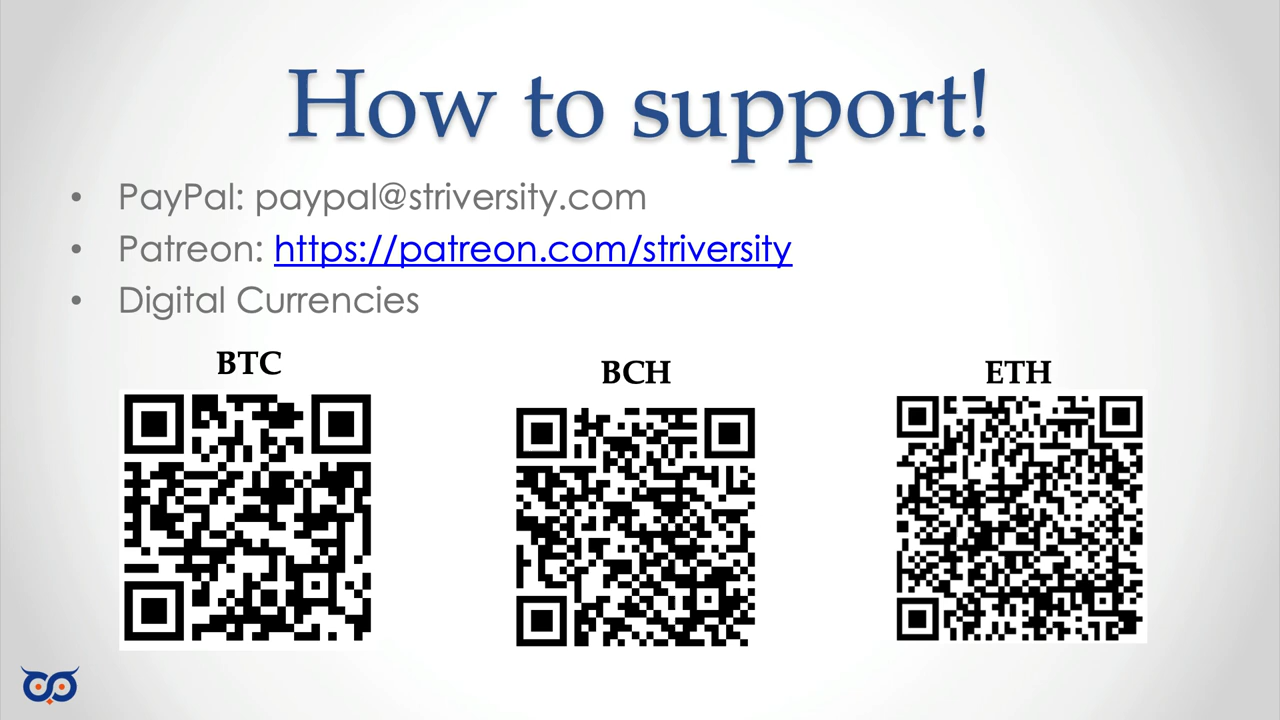 How to support!
• PayPal: paypal@striversity.com
• Patreon: https://patreon.com/striversity
• Digital Currencies
BTC BCH ETH